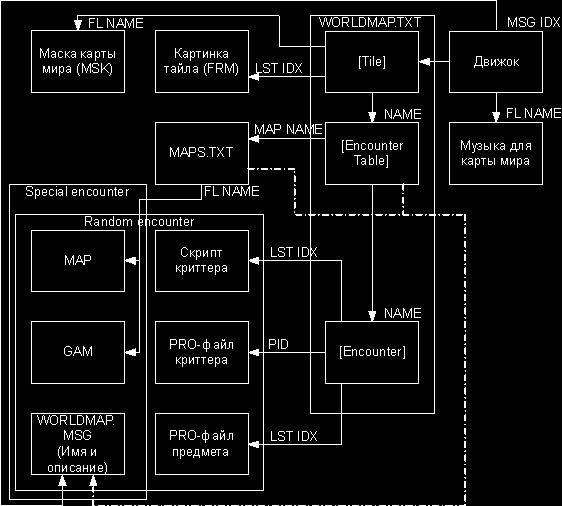 FL NAME
WORLDMAP.TXT
MSG IDX
Маска карты
мира (MSK)
Картинка
тайла (FRM)
LST IDX
[Tile]
Движок
NAME
FL NAME
MAP NAME
MAPS.TXT
[Encounter
Table]
Музыка для
карты мира
Special encounter
FL NAME
Random encounter
MAP
Скрипт
криттера
LST IDX
NAME
GAM
PRO-файл
криттера
PID
[Encounter]
WORLDMAP.
MSG
(Имя и
описание)
PRO-файл
предмета
LST IDX